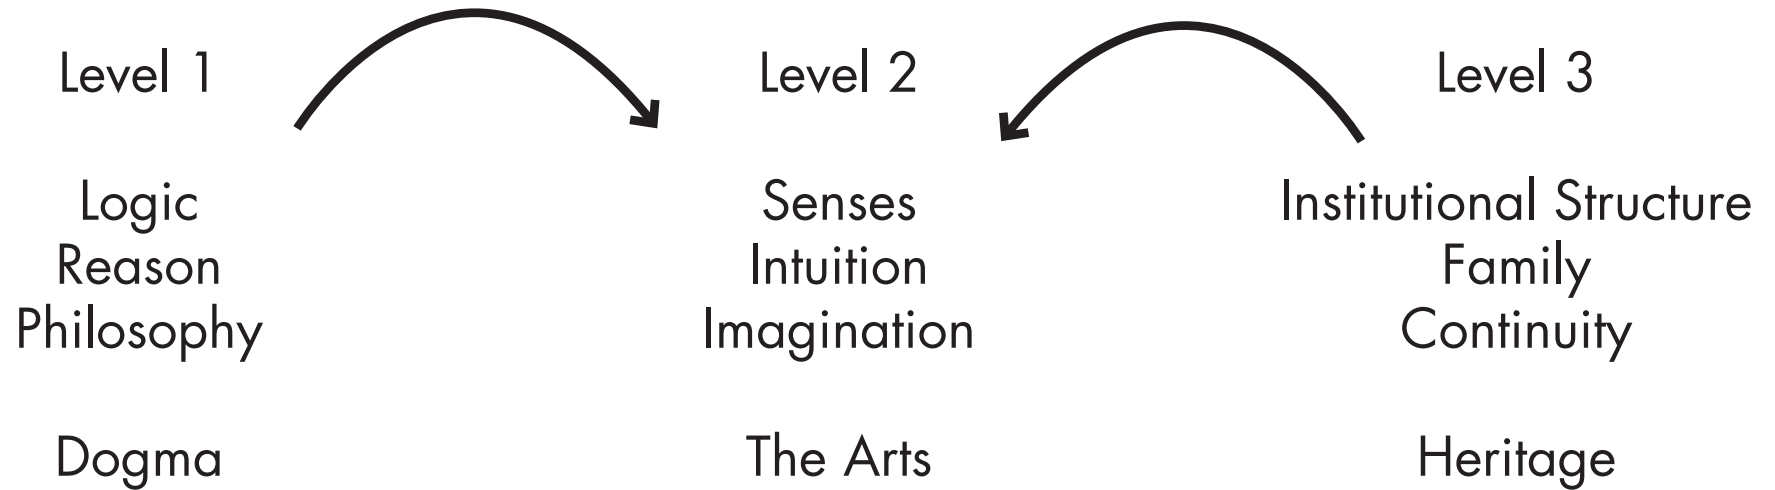 Level 1
Logic
Reason
Philosophy
Dogma
Level 2
Senses
Intuition
Imagination
The Arts
Level 3
Institutional Structure
Family
Continuity
Heritage